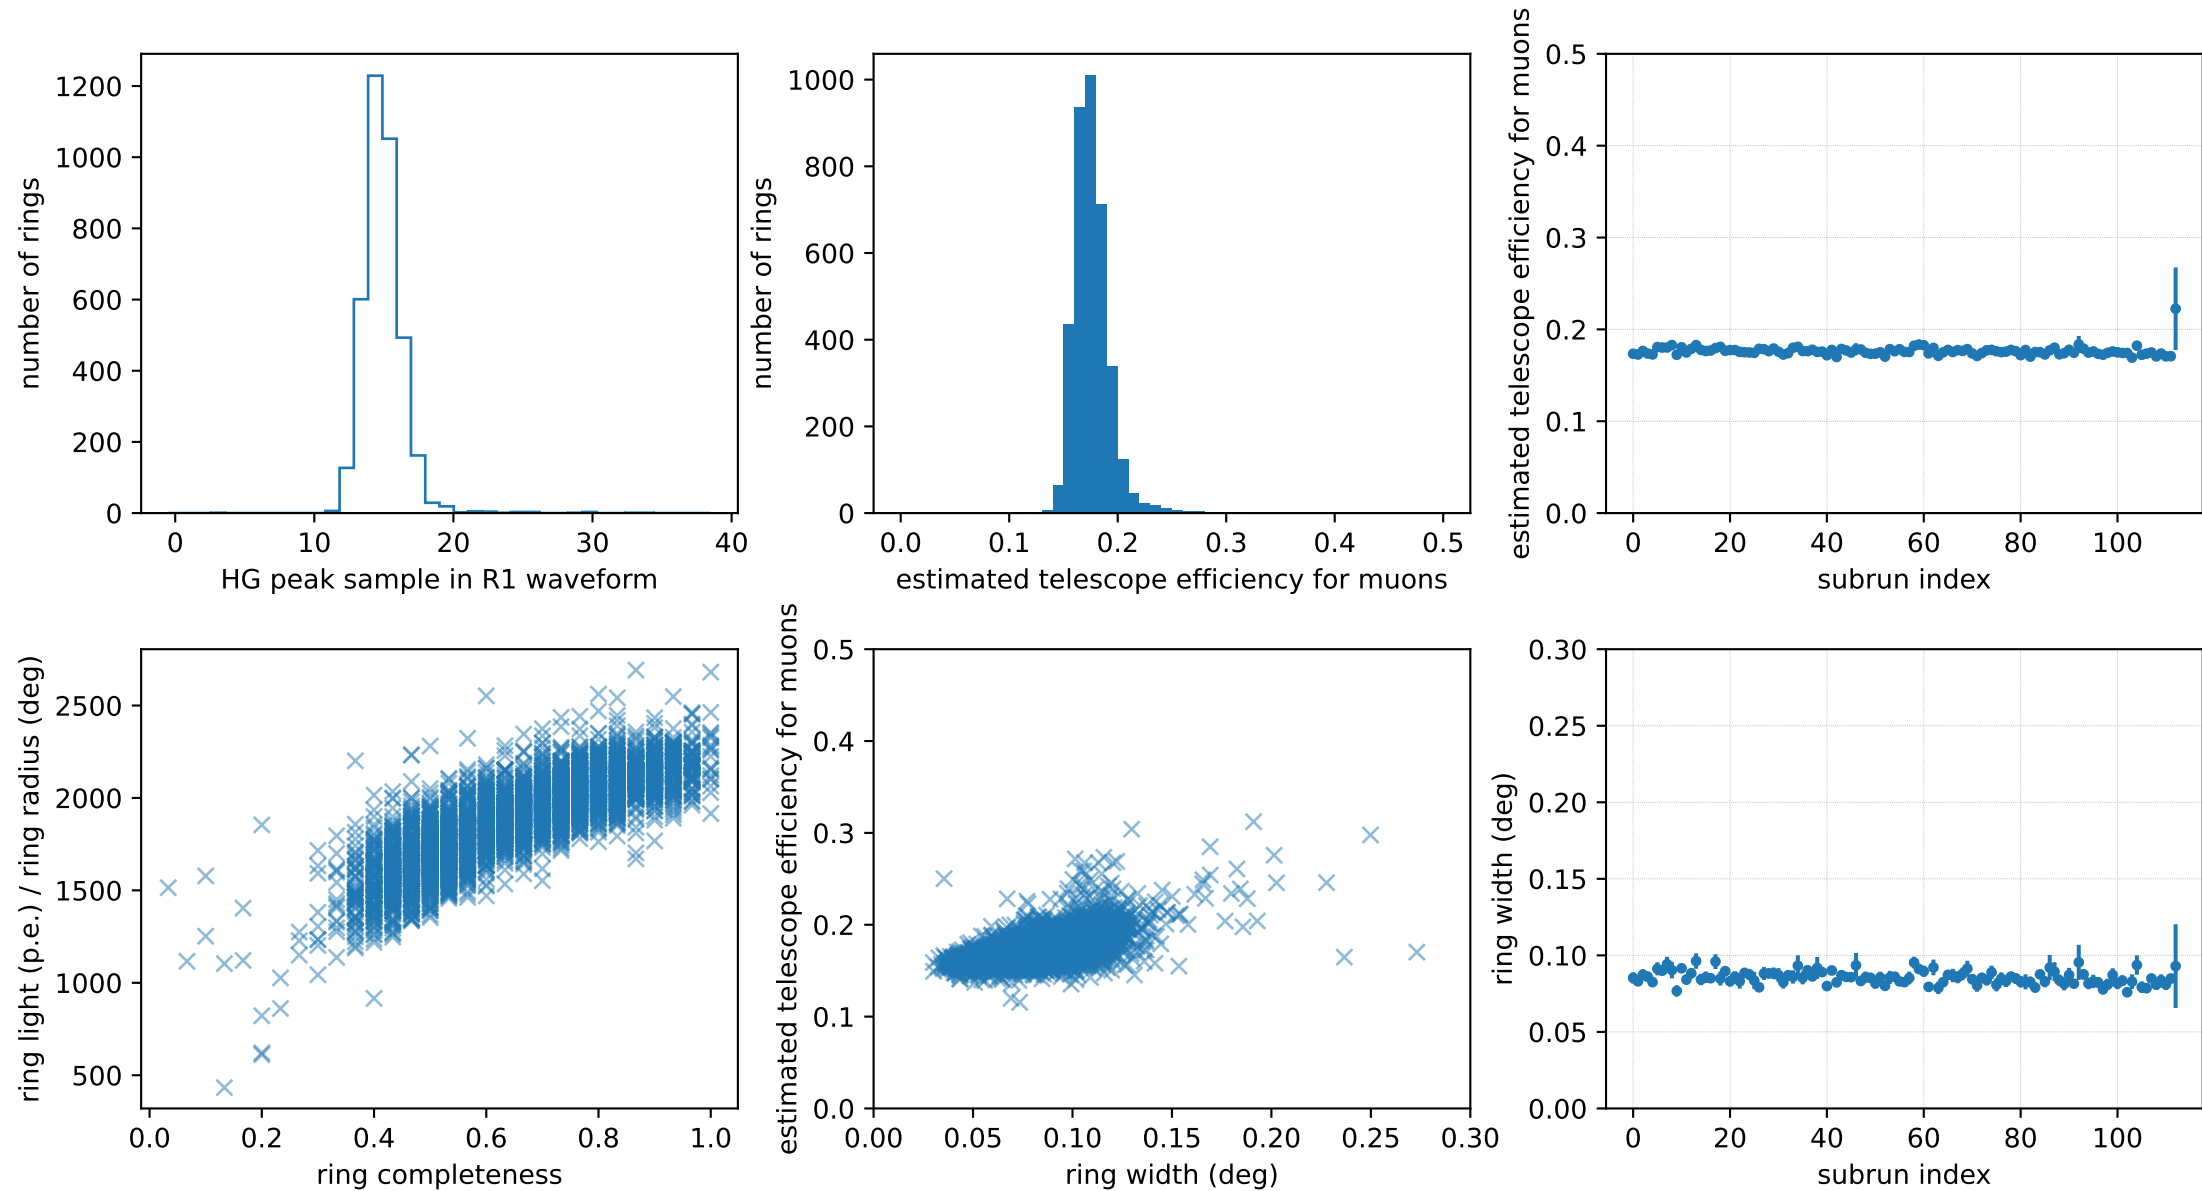 number of rings
1200
1000
800
600
400
200
0
0 10 20 30 40
HG peak sample in R1 waveform
number of rings
1000
800
600
400
200
0
0.0 0.1 0.2 0.3 0.4 0.5
estimated telescope efficiency for muons
estimated telescope efficiency for muons
0.5
0.4
0.3
0.2
0.1
0.0
0 20 40 60 80 100
subrun index
ring light (p.e.) / ring radius (deg)
2500
2000
1500
1000
500
0.0 0.2 0.4 0.6 0.8 1.0
ring completeness
estimated telescope efficiency for muons
0.5
0.4
0.3
0.2
0.1
0.0
0.00 0.05 0.10 0.15 0.20 0.25 0.30
ring width (deg)
ring width (deg)
0.30
0.25
0.20
0.15
0.10
0.05
0.00
0 20 40 60 80 100
subrun index